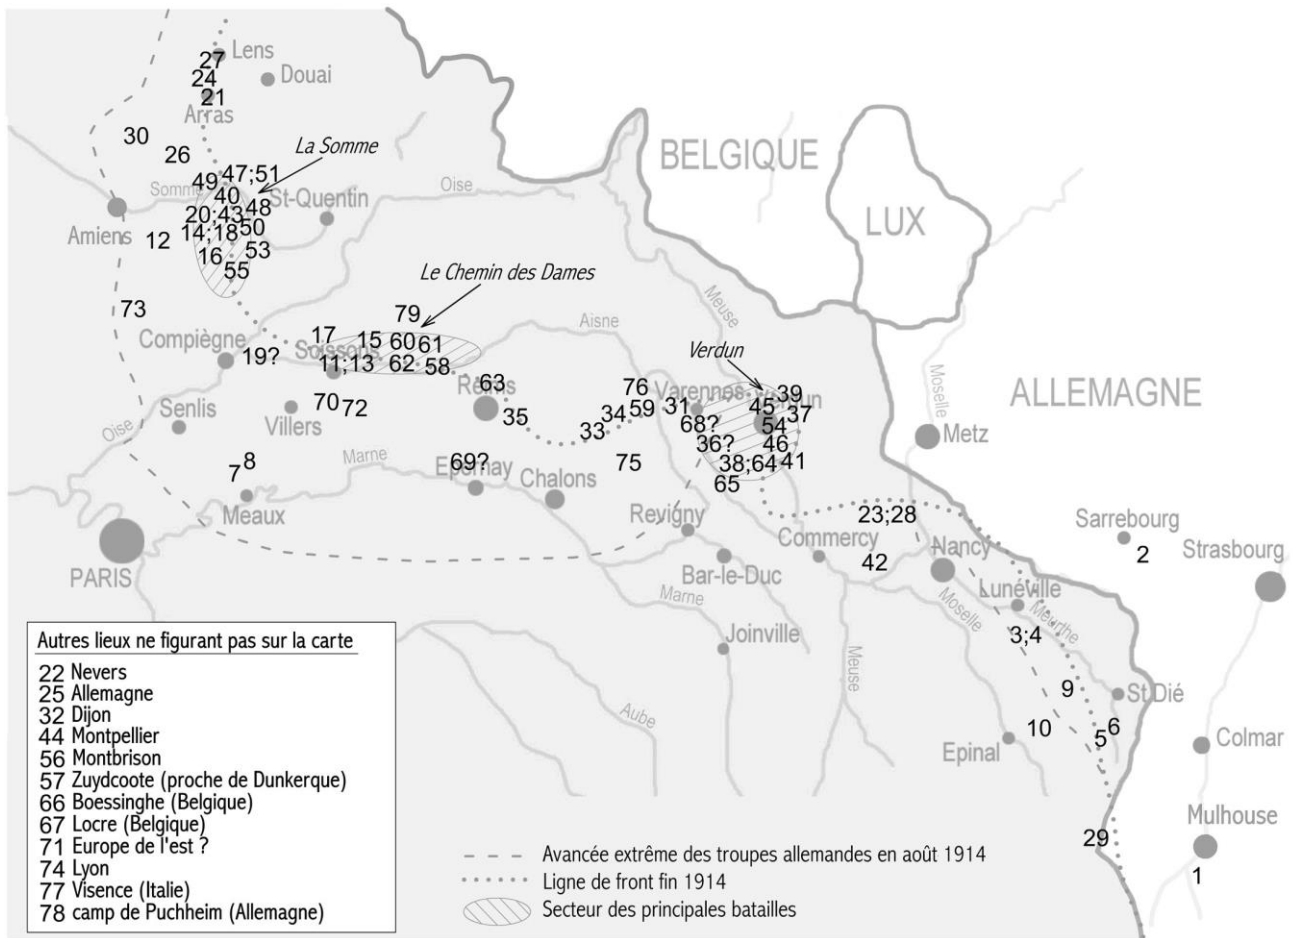 Lens
27
24
Douai
21
Arras
30
La Somme
26
BELGIQUE
47;51
49
Somme
40
Oise
St-Quentin
48
20;43
LUX
Amiens
14;18
50
12
53
16
55
Le Chemin des Dames
Meuse
73
79
Aisne
17
15
60
61
Verdun
Compiègne
19?
Soissons
11;13
62
58
Moselle
ALLEMAGNE
63
Reims
76
Varennes
39
Verdun
70
72
35
34
59
31
45
37
Senlis
Villers
33
68?
54
Metz
Oise
36?
46
7
8
Marne
69?
Epernay
75
38;64
41
Chalons
65
Meaux
Revigny
23;28
Sarrebourg
2
Strasbourg
Commercy
42
Nancy
PARIS
Bar-le-Duc
Lunéville
Marne
Moselle
Meurthe
Joinville
3;4
Meuse
9
St Dié
Aube
10
6
5
Epinal
Colmar
Mulhouse
29
1
Autres lieux ne figurant pas sur la carte
22 Nevers
25 Allemagne
32 Dijon
44 Montpellier
56 Montbrison
57 Zuydcoote (proche de Dunkerque)
66 Boessinghe (Belgique)
67 Locre (Belgique)
71 Europe de l'est ?
74 Lyon
77 Visence (Italie)
78 camp de Puchheim (Allemagne)
Avancée extrême des troupes allemandes en août 1914
Ligne de front fin 1914
Secteur des principales batailles